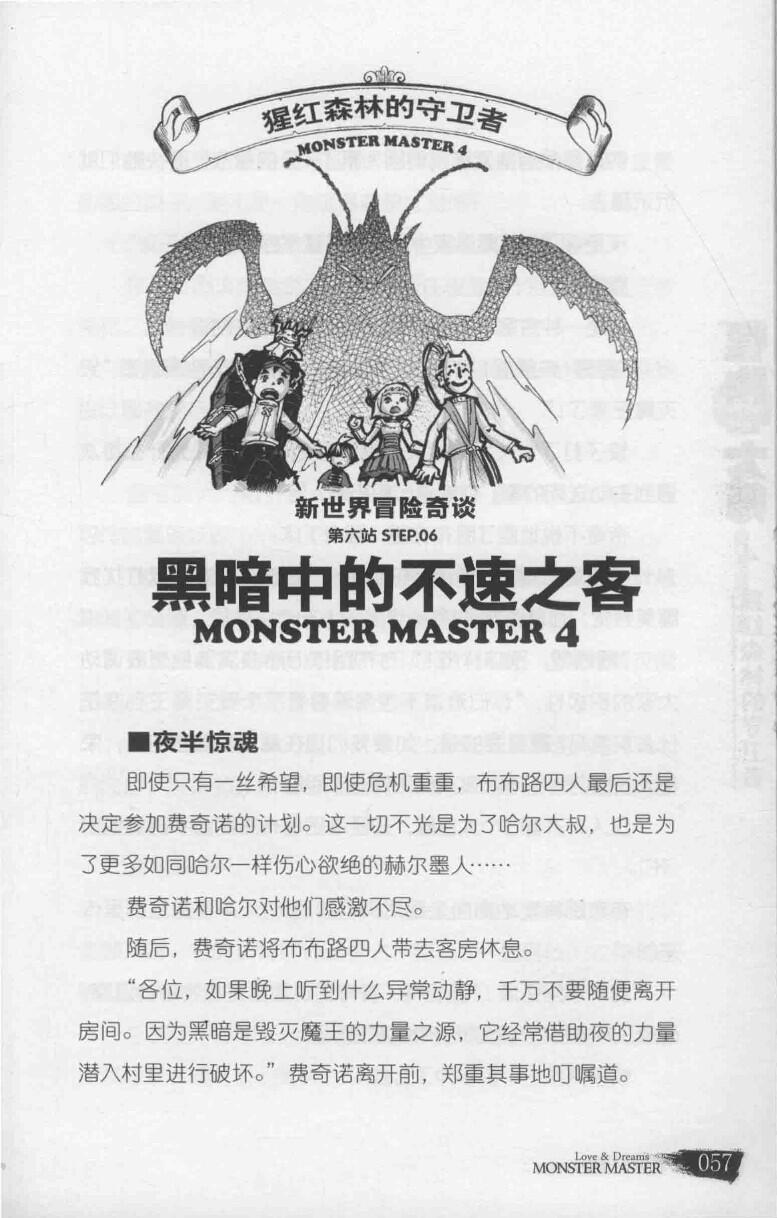 猩红森林的守卫者
MONSTER MASTER 4
新世界冒险奇谈
第六站 STEP.06
黑暗中的不速之客
MONSTER MASTER 4
■夜半惊魂
即使只有一丝希望，即使危机重重，布布路四人最后还是
决定参加费奇诺的计划。这一切不光是为了哈尔大叔，也是为
了更多如同哈尔一样伤心欲绝的赫尔墨人……
费奇诺和哈尔对他们感激不尽。
随后，费奇诺将布布路四人带去客房休息。
“各位，如果晚上听到什么异常动静，千万不要随便离开
房间。因为黑暗是毁灭魔王的力量之源，它经常借助夜的力量
潜入村里进行破坏。”费奇诺离开前，郑重其事地叮嘱道。
Love & Dreams
MONSTER MASTER 057